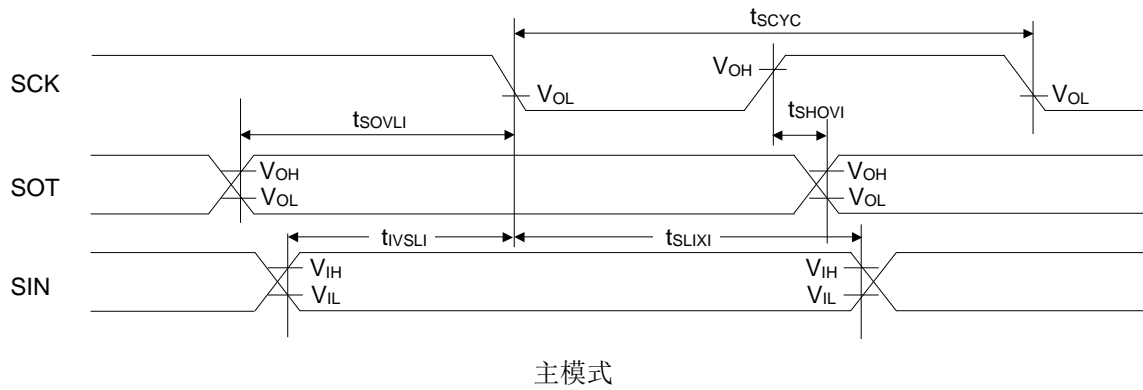 tSCYC
SCK
VOH
VOL
VOL
tSHOVI
tSOVLI
SOT
VOH
VOL
VOH
VOL
tIVSLI
tSLIXI
SIN
VIH
VIL
VIH
VIL
主模式